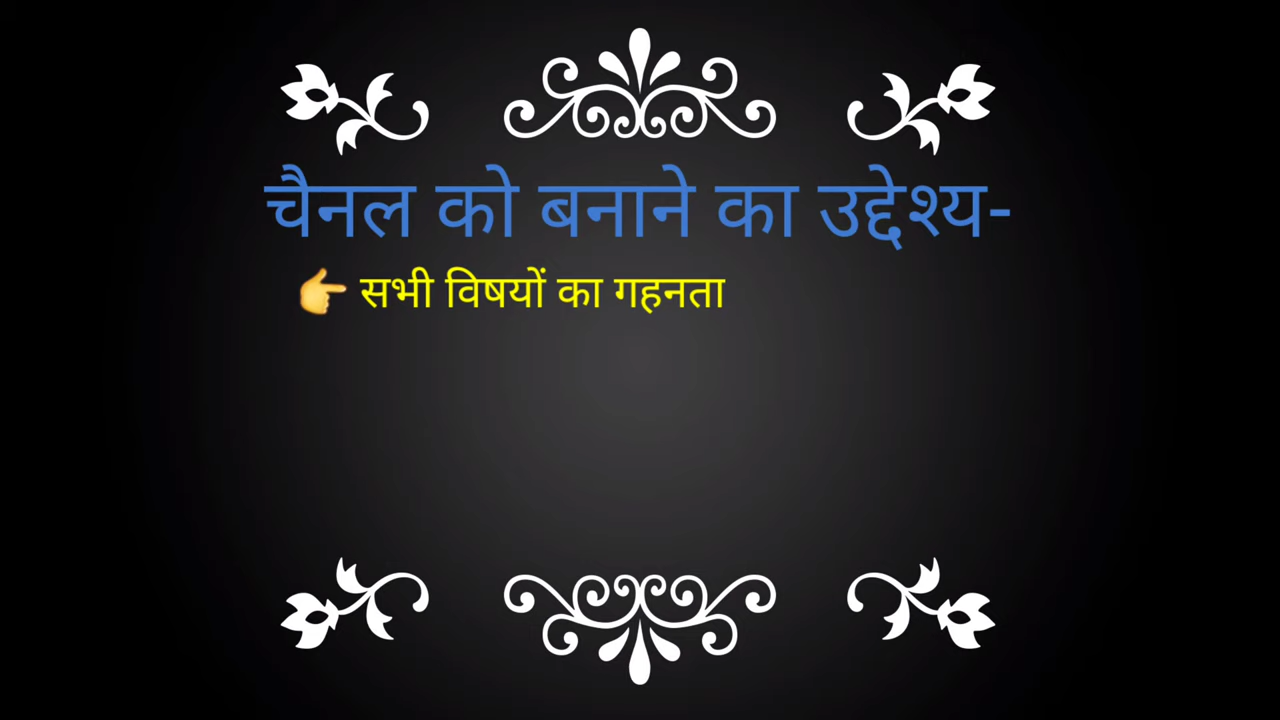 चैनल को बनाने का उद्देश्य-
👉 सभी विषयों का गहनता